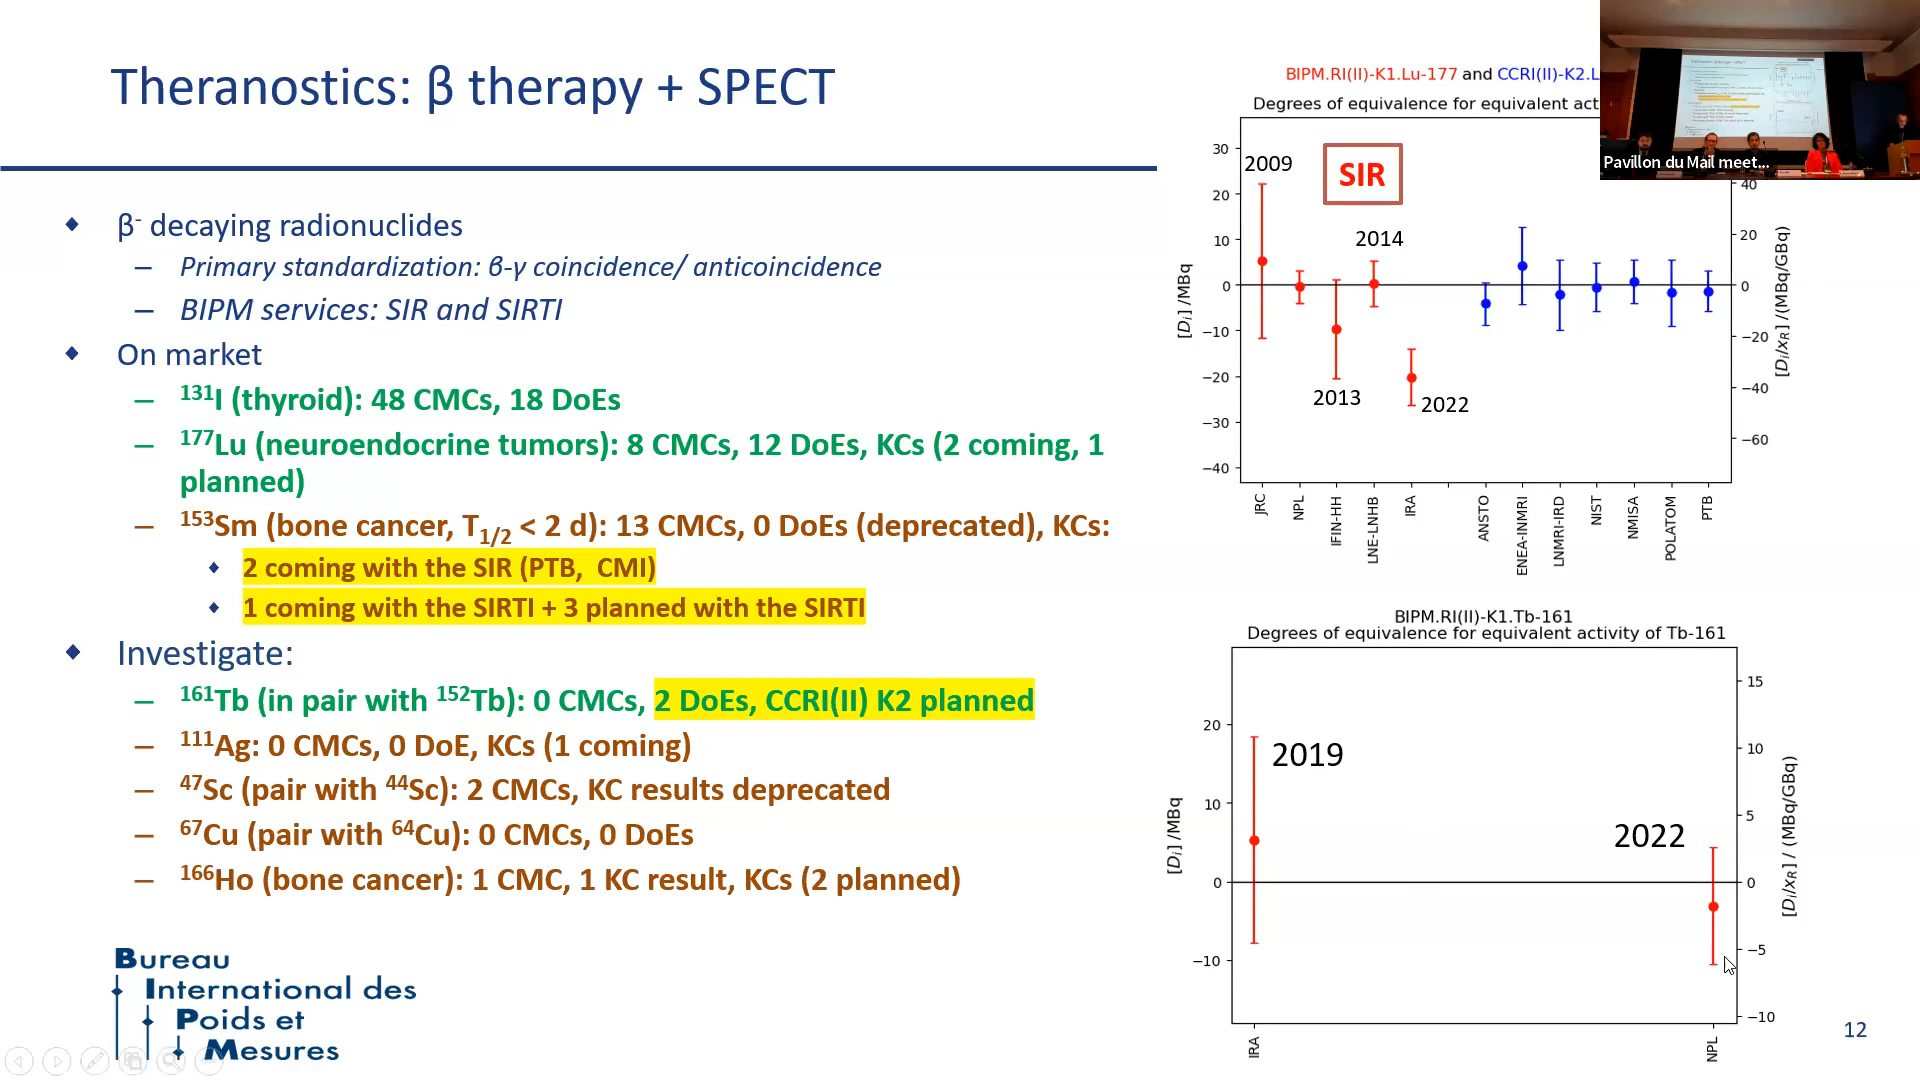 Theranostics: β therapy + SPECT
β- decaying radionuclides
– Primary standardization: β-γ coincidence/ anticoincidence
– BIPM services: SIR and SIRTI
On market
– 131I (thyroid): 48 CMCs, 18 DoEs
– 177Lu (neuroendocrine tumors): 8 CMCs, 12 DoEs, KCs (2 coming, 1
planned)
– 153Sm (bone cancer, T1/2 < 2 d): 13 CMCs, 0 DoEs (deprecated), KCs:
2 coming with the SIR (PTB, CMI)
1 coming with the SIRTI + 3 planned with the SIRTI
Investigate:
– 161Tb (in pair with 152Tb): 0 CMCs, 2 DoEs, CCRI(II) K2 planned
– 111Ag: 0 CMCs, 0 DoE, KCs (1 coming)
– 47Sc (pair with 44Sc): 2 CMCs, KC results deprecated
– 67Cu (pair with 64Cu): 0 CMCs, 0 DoEs
– 166Ho (bone cancer): 1 CMC, 1 KC result, KCs (2 planned)
Bureau
International des
Poids et
Mesures
BIPM.RI(II)-K1.Lu-177 and CCRI(II)-K2.L
Degrees of equivalence for equivalent act
Pavillon du Mail meet...
SIR
2009
2014
2013
2022
[Di] /MBq
30
20
10
0
−10
−20
−30
−40
40
20
0
−20
−40
−60
[Di/xR] /(MBq/GBq)
JRC
NPL
IFIN-HH
LNE-LNHB
IRA
ANSTO
ENEA-INMRI
LNMRI-IRD
NIST
NMISA
POLATOM
PTB
BIPM.RI(II)-K1.Tb-161
Degrees of equivalence for equivalent activity of Tb-161
2019
2022
[Di] /MBq
20
10
0
−10
15
10
5
0
−5
−10
[Di/xR] / (MBq/GBq)
IRA
NPL
12